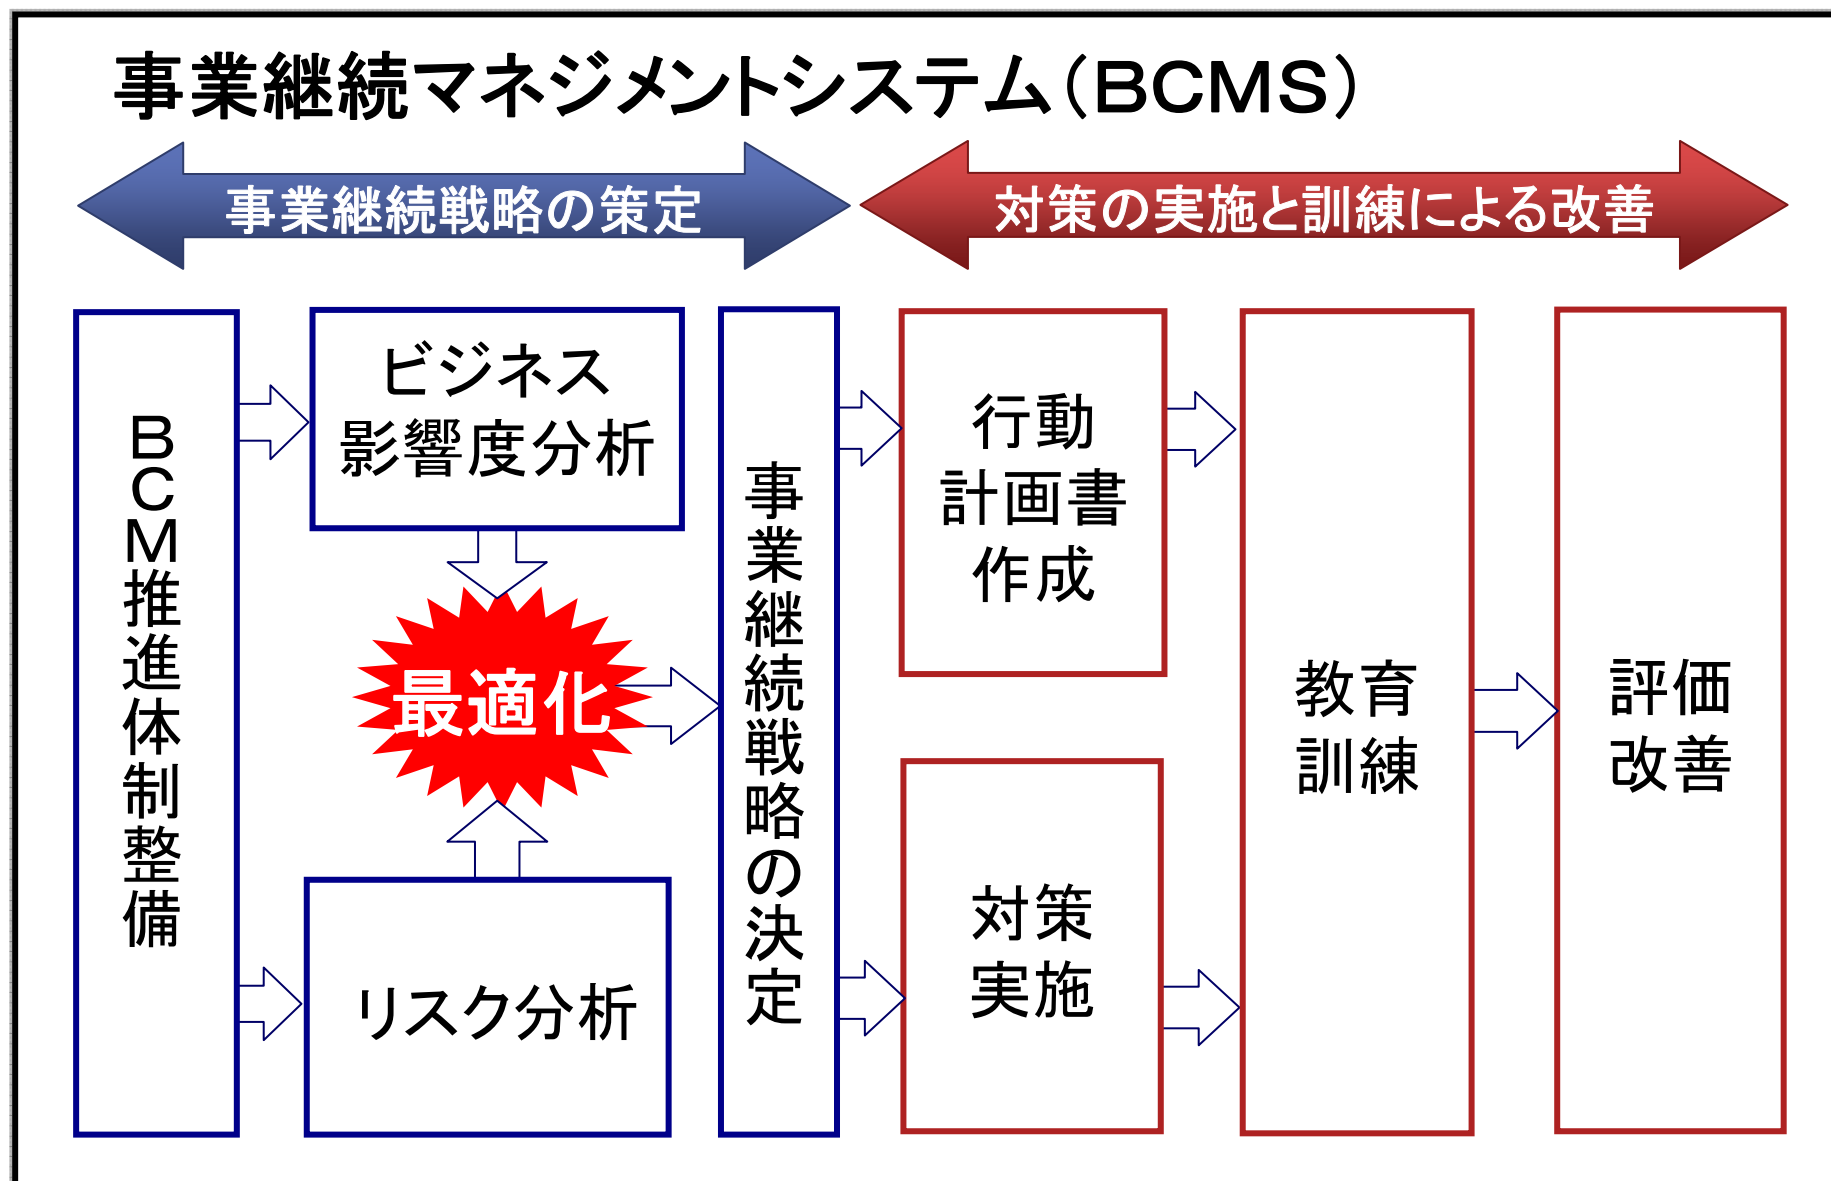 事業継続マネジメントシステム（BCMS）
事業継続戦略の策定
対策の実施と訓練による改善
BCM推進体制整備
ビジネス
影響度分析
最適化
リスク分析
事業継続戦略の決定
行動
計画書
作成
対策
実施
教育
訓練
評価
改善